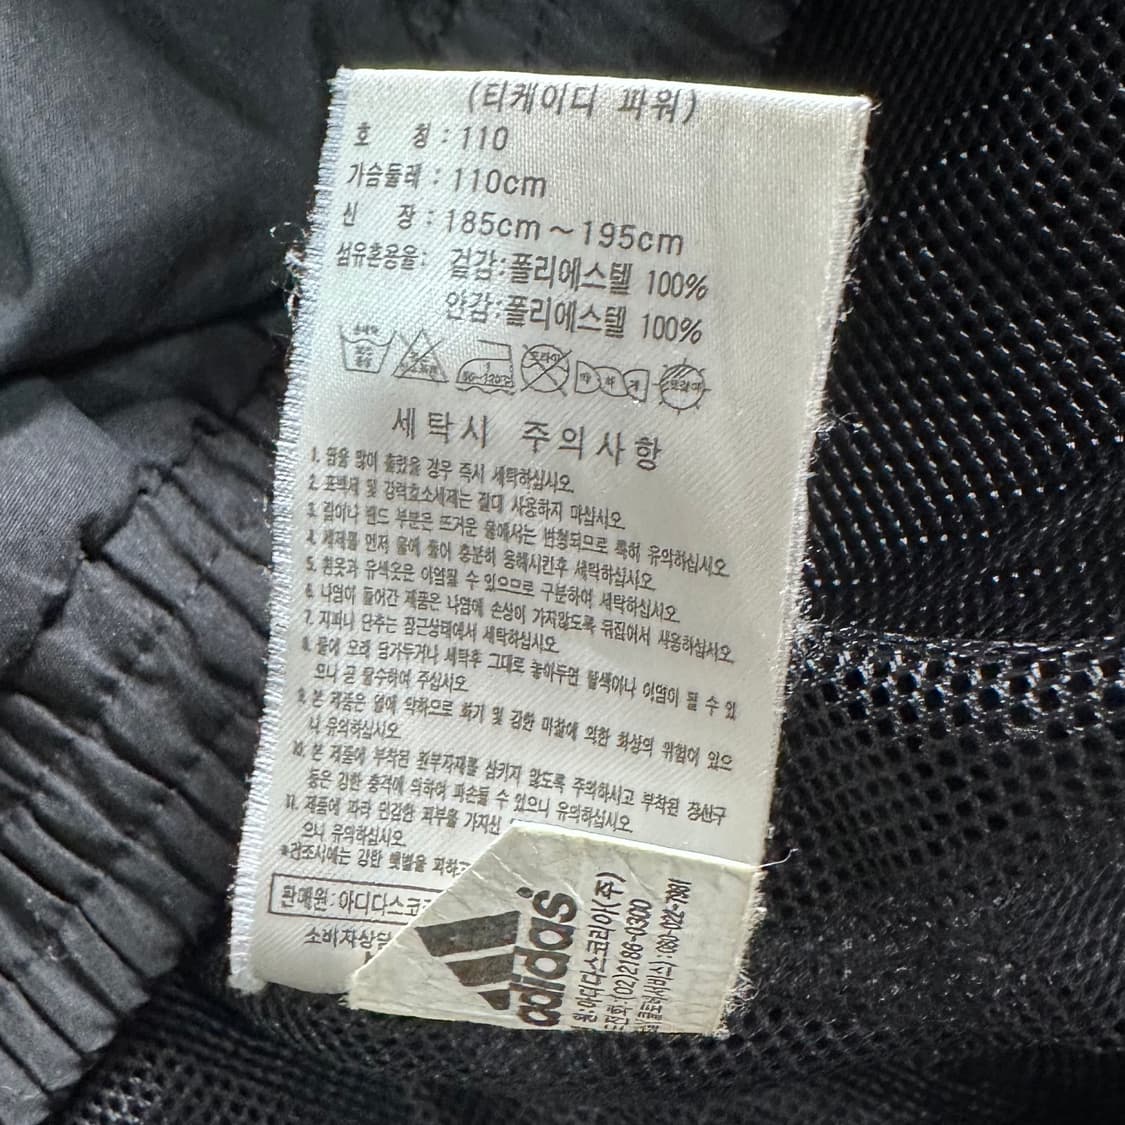 (티케이디 파워)
호 칭 : 110
가슴둘레 : 110cm
신 장 : 185cm~195cm
섬유혼용율: 겉감:폴리에스텔 100%
안감:폴리에스텔 100%
세탁시 주의사항
1. 땀을 많이 흘렸을 경우 즉시 세탁하십시오
2. 표백제 및 강력효소세제는 절대 사용하지 마십시오
3. 립이나 밴드 부분은 뜨거운 물에서는 변형되므로 특히 유의하십시오
4. 세제를 먼저 물에 풀어 충분히 용해시킨후 세탁하십시오
5. 흰옷과 유색옷은 이염될 수 있으므로 구분하여 세탁하십시오
6. 나염이 들어간 제품은 나염에 손상이 가지않도록 뒤집어서 사용하십시오
7. 지퍼나 단추는 잠근상태에서 세탁하십시오
8. 물에 오래 담가두거나 세탁후 그대로 놓아두면 탈색이나 이염이 될 수 있
으니 곧 탈수하여 주십시오
9. 본 제품은 열에 약하므로 화기 및 강한 마찰에 의한 화상의 위험이 있으
니 유의하십시오
10. 본 제품에 부착된 원부자재를 삼키지 않도록 주의하시고 부착된 장신구
등은 강한 충격에 의하여 파손될 수 있으니 유의하십시오
11. 제품에 따라 민감한 피부를 가지신
으니 유의하십시오
*건조시에는 강한 햇볕을 피하고
판매원: 아디다스코
소비자상담
adidas
원:아디다스코리아(주)
전화:(02)2186-0300
080-022-7981